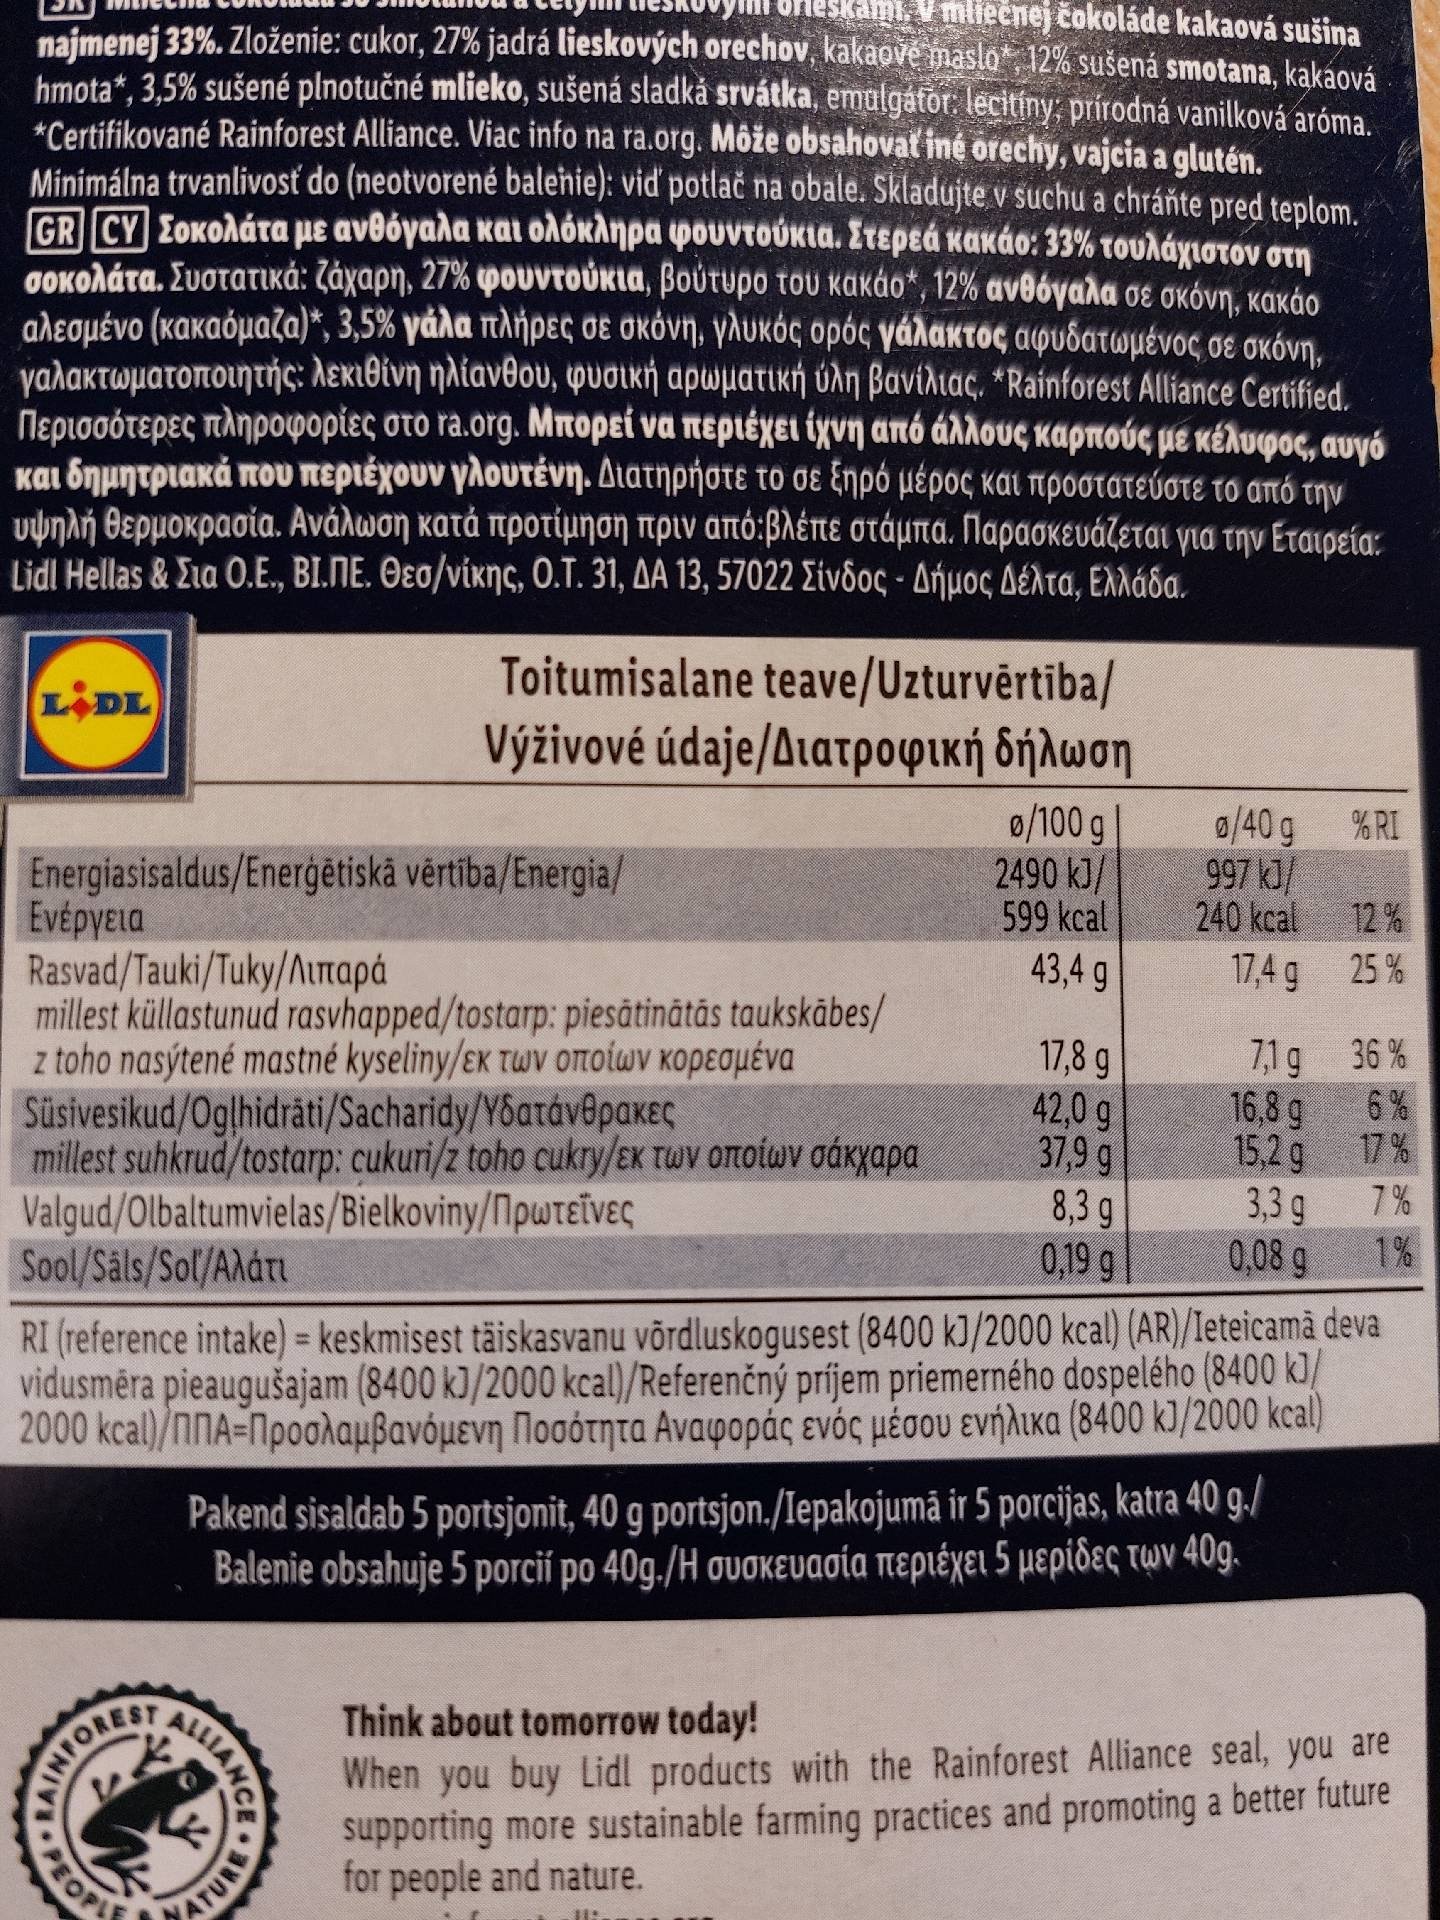 V mliečnej čokoláde kakaová sušina
najmenej 33%. Zloženie: cukor, 27% jadrá lieskových orechov, kakaové maslo*, 12% sušená smotana, kakaová
hmota*, 3,5% sušené plnotučné mlieko, sušená sladká srvátka, emulgátor: lecitíny; prírodná vanilková aróma.
*Certifikované Rainforest Alliance. Viac info na ra.org. Môže obsahovať iné orechy, vajcia a glutén.
Minimálna trvanlivosť do (neotvorené balenie): viď potlač na obale. Skladujte v suchu a chráňte pred teplom.
GR CY Σοκολάτα με ανθόγαλα και ολόκληρα φουντούκια. Στερεά κακάο: 33% τουλάχιστον στη
σοκολάτα. Συστατικά: ζάχαρη, 27% φουντούκια, βούτυρο του κακάο*, 12% ανθόγαλα σε σκόνη, κακάο
αλεσμένο (κακαόμαζα)*, 3,5% γάλα πλήρες σε σκόνη, γλυκός ορός γάλακτος αφυδατωμένος σε σκόνη,
γαλακτωματοποιητής: λεκιθίνη ηλίανθου, φυσική αρωματική ύλη βανίλιας. *Rainforest Alliance Certified.
Περισσότερες πληροφορίες στο ra.org. Μπορεί να περιέχει ίχνη από άλλους καρπούς με κέλυφος, αυγό
και δημητριακά που περιέχουν γλουτένη. Διατηρήστε το σε ξηρό μέρος και προστατεύστε το από την
υψηλή θερμοκρασία. Ανάλωση κατά προτίμηση πριν από:βλέπε στάμπα. Παρασκευάζεται για την Εταιρεία:
Lidl Hellas & Σια Ο.Ε., ΒΙ.ΠΕ. Θεσ/νίκης, Ο.Τ. 31, ΔΑ 13, 57022 Σίνδος - Δήμος Δέλτα, Ελλάδα.
LiDL
Toitumisalane teave/Uzturvērtība/
Výživové údaje/Διατροφική δήλωση
ø/100 g ø/40 g % RI
Energiasisaldus/Enerģētiskā vērtība/Energia/ 2490 kJ/ 997 kJ/
Ενέργεια 599 kcal 240 kcal 12 %
Rasvad/Tauki/Tuky/Λιπαρά 43,4 g 17,4 g 25 %
millest küllastunud rasvhapped/tostarp: piesātinātās taukskābes/
z toho nasýtené mastné kyseliny/εκ των οποίων κορεσμένα 17,8 g 7,1 g 36 %
Süsivesikud/Ogļhidrāti/Sacharidy/Υδατάνθρακες 42,0 g 16,8 g 6 %
millest suhkrud/tostarp: cukuri/z toho cukry/εκ των οποίων σάκχαρα 37,9 g 15,2 g 17 %
Valgud/Olbaltumvielas/Bielkoviny/Πρωτεΐνες 8,3 g 3,3 g 7 %
Sool/Sāls/Soľ/Αλάτι 0,19 g 0,08 g 1 %
RI (reference intake) = keskmisest täiskasvanu võrdluskogusest (8400 kJ/2000 kcal) (AR)/Ieteicamā deva
vidusmēra pieaugušajam (8400 kJ/2000 kcal)/Referenčný príjem priemerného dospelého (8400 kJ/
2000 kcal)/ΠΠΑ=Προσλαμβανόμενη Ποσότητα Αναφοράς ενός μέσου ενήλικα (8400 kJ/2000 kcal)
Pakend sisaldab 5 portsjonit, 40 g portsjon./Iepakojumā ir 5 porcijas, katra 40 g./
Balenie obsahuje 5 porcií po 40g./Η συσκευασία περιέχει 5 μερίδες των 40g.
RAINFOREST ALLIANCE
PEOPLE & NATURE
Think about tomorrow today!
When you buy Lidl products with the Rainforest Alliance seal, you are
supporting more sustainable farming practices and promoting a better future
for people and nature.